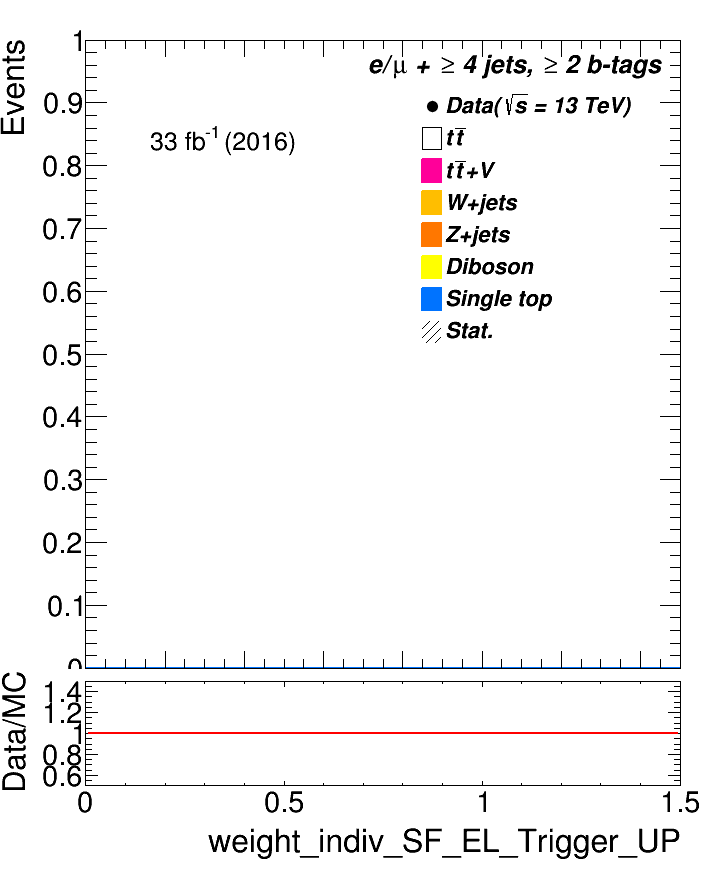 Events
1
0.9
0.8
0.7
0.6
0.5
0.4
0.3
0.2
0.1
0
e/μ + ≥ 4 jets, ≥ 2 b-tags
33 fb⁻¹ (2016)
Data(√s = 13 TeV)
tt̅
tt̅+V
W+jets
Z+jets
Diboson
Single top
Stat.
Data/MC
1.4
1.2
1
0.8
0.6
0 0.5 1 1.5
weight_indiv_SF_EL_Trigger_UP